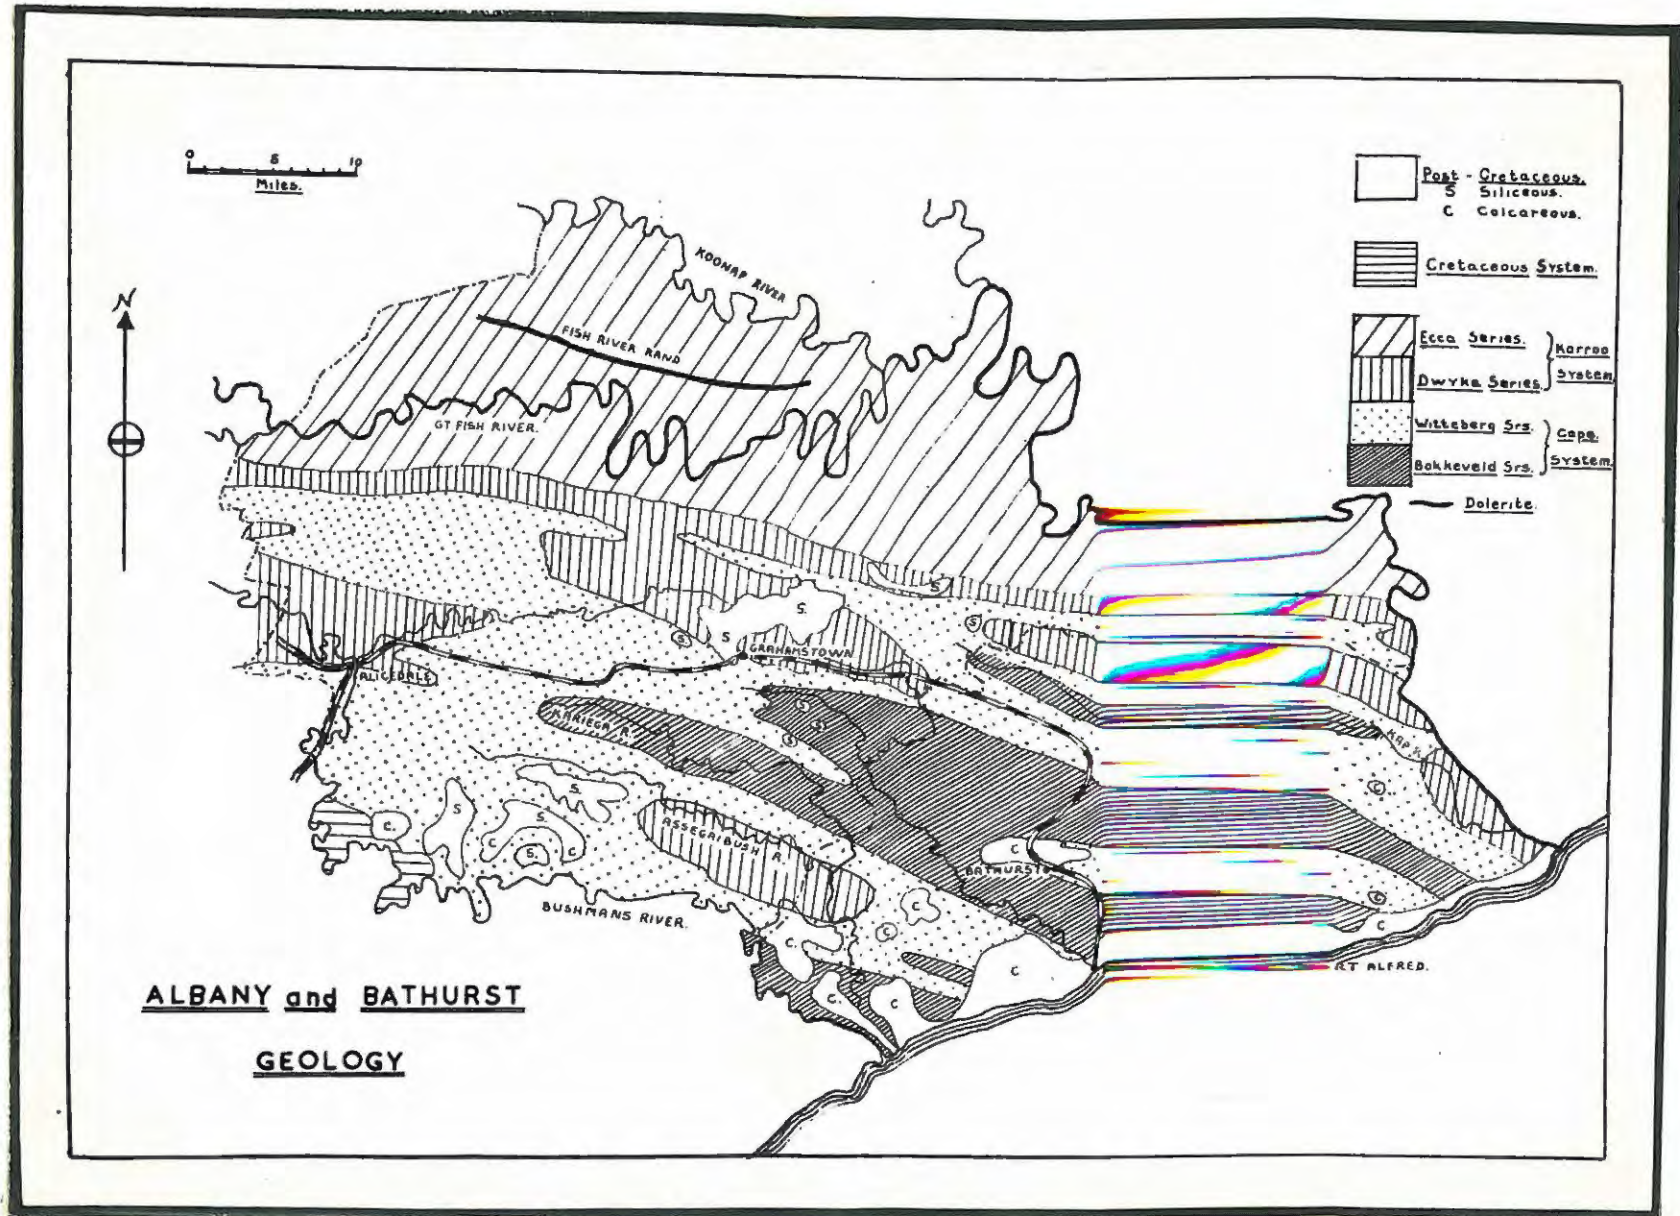 0 5 10
Miles.
N
Post - Cretaceous.
S Siliceous.
C Calcareous.
Cretaceous System.
Ecca Series.
Karroo
System.
Dwyka Series.
Witteberg Srs.
Cape
System.
Bokkeveld Srs.
Dolerite.
KOONAP RIVER
FISH RIVER RAND
GT FISH RIVER.
S
S.
S
S
S
GRAHAMSTOWN
ALICEDALE
KARIEGA R.
S
S
S
KAP R.
C
S.
S.
S.
C.
C
C
S.
ASSEGAIBUSH R.
C
BATHURST
C
C
C
BUSHMANS RIVER.
C
C.
C
C.
C
RT ALFRED.
ALBANY and BATHURST
GEOLOGY